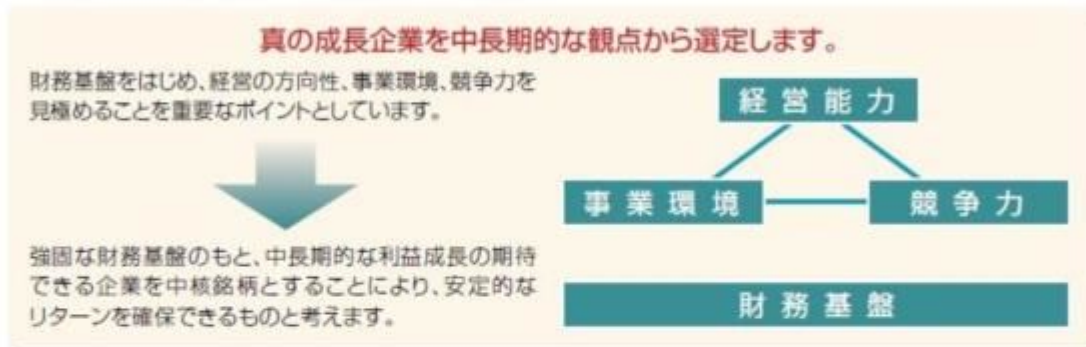 真の成長企業を中長期的な観点から選定します。
財務基盤をはじめ、経営の方向性、事業環境、競争力を
見極めることを重要なポイントとしています。
強固な財務基盤のもと、中長期的な利益成長の期待
できる企業を中核銘柄とすることにより、安定的な
リターンを確保できるものと考えます。
経営能力
事業環境
競争力
財務基盤